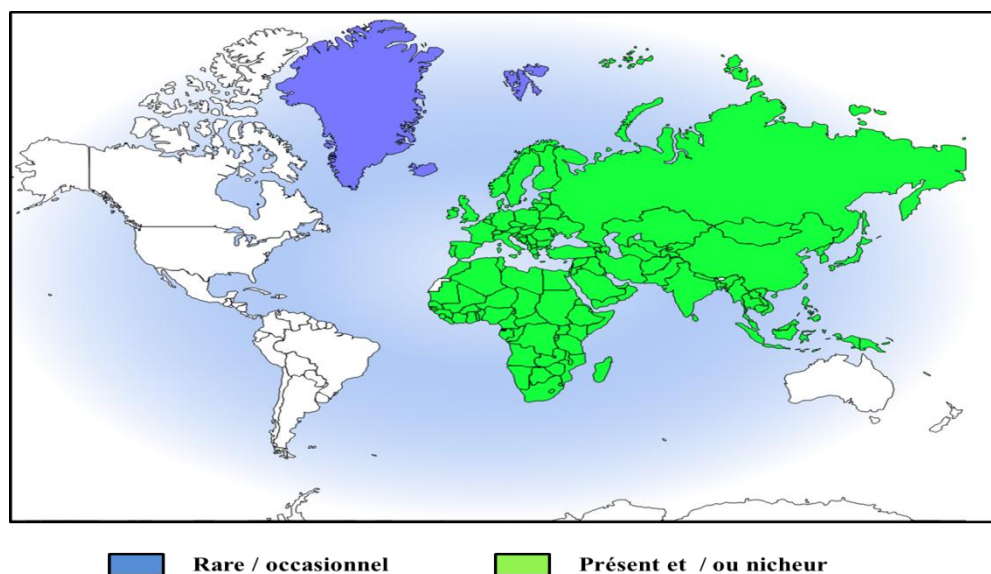 Rare / occasionnel
Présent et / ou nicheur